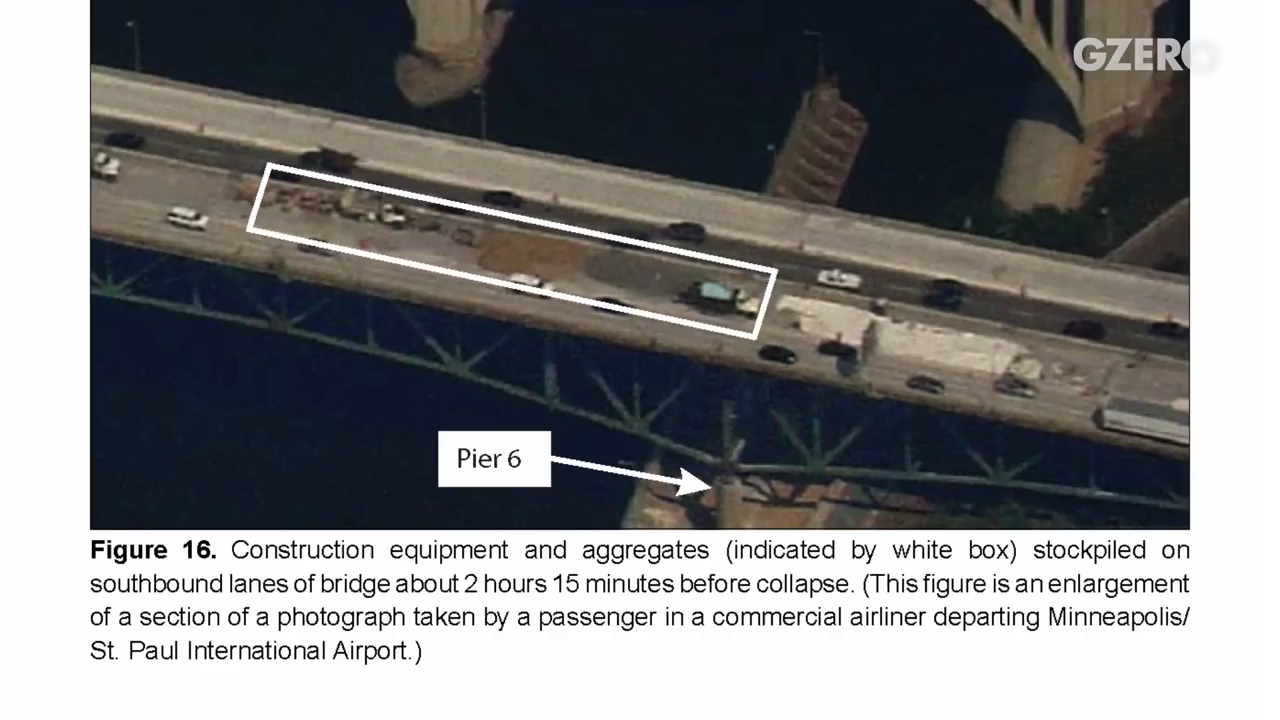 GZERO
Pier 6
Figure 16. Construction equipment and aggregates (indicated by white box) stockpiled on
southbound lanes of bridge about 2 hours 15 minutes before collapse. (This figure is an enlargement
of a section of a photograph taken by a passenger in a commercial airliner departing Minneapolis/
St. Paul International Airport.)